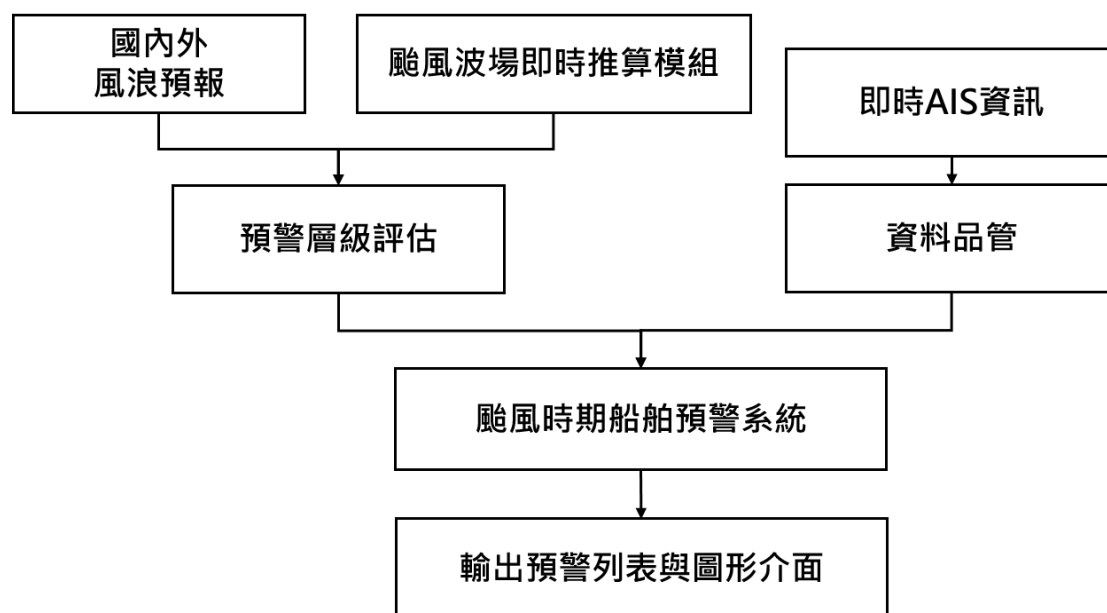 國內外
風浪預報
颱風波場即時推算模組
即時AIS資訊
預警層級評估
資料品管
颱風時期船舶預警系統
輸出預警列表與圖形介面